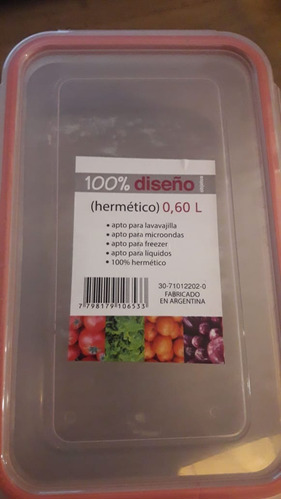 100% diseño
(hermético) 0,60 L
• apto para lavavajilla
• apto para microondas
• apto para freezer
• apto para líquidos
• 100% hermético
30-71012202-0
FABRICADO
EN ARGENTINA
7 798179 106533